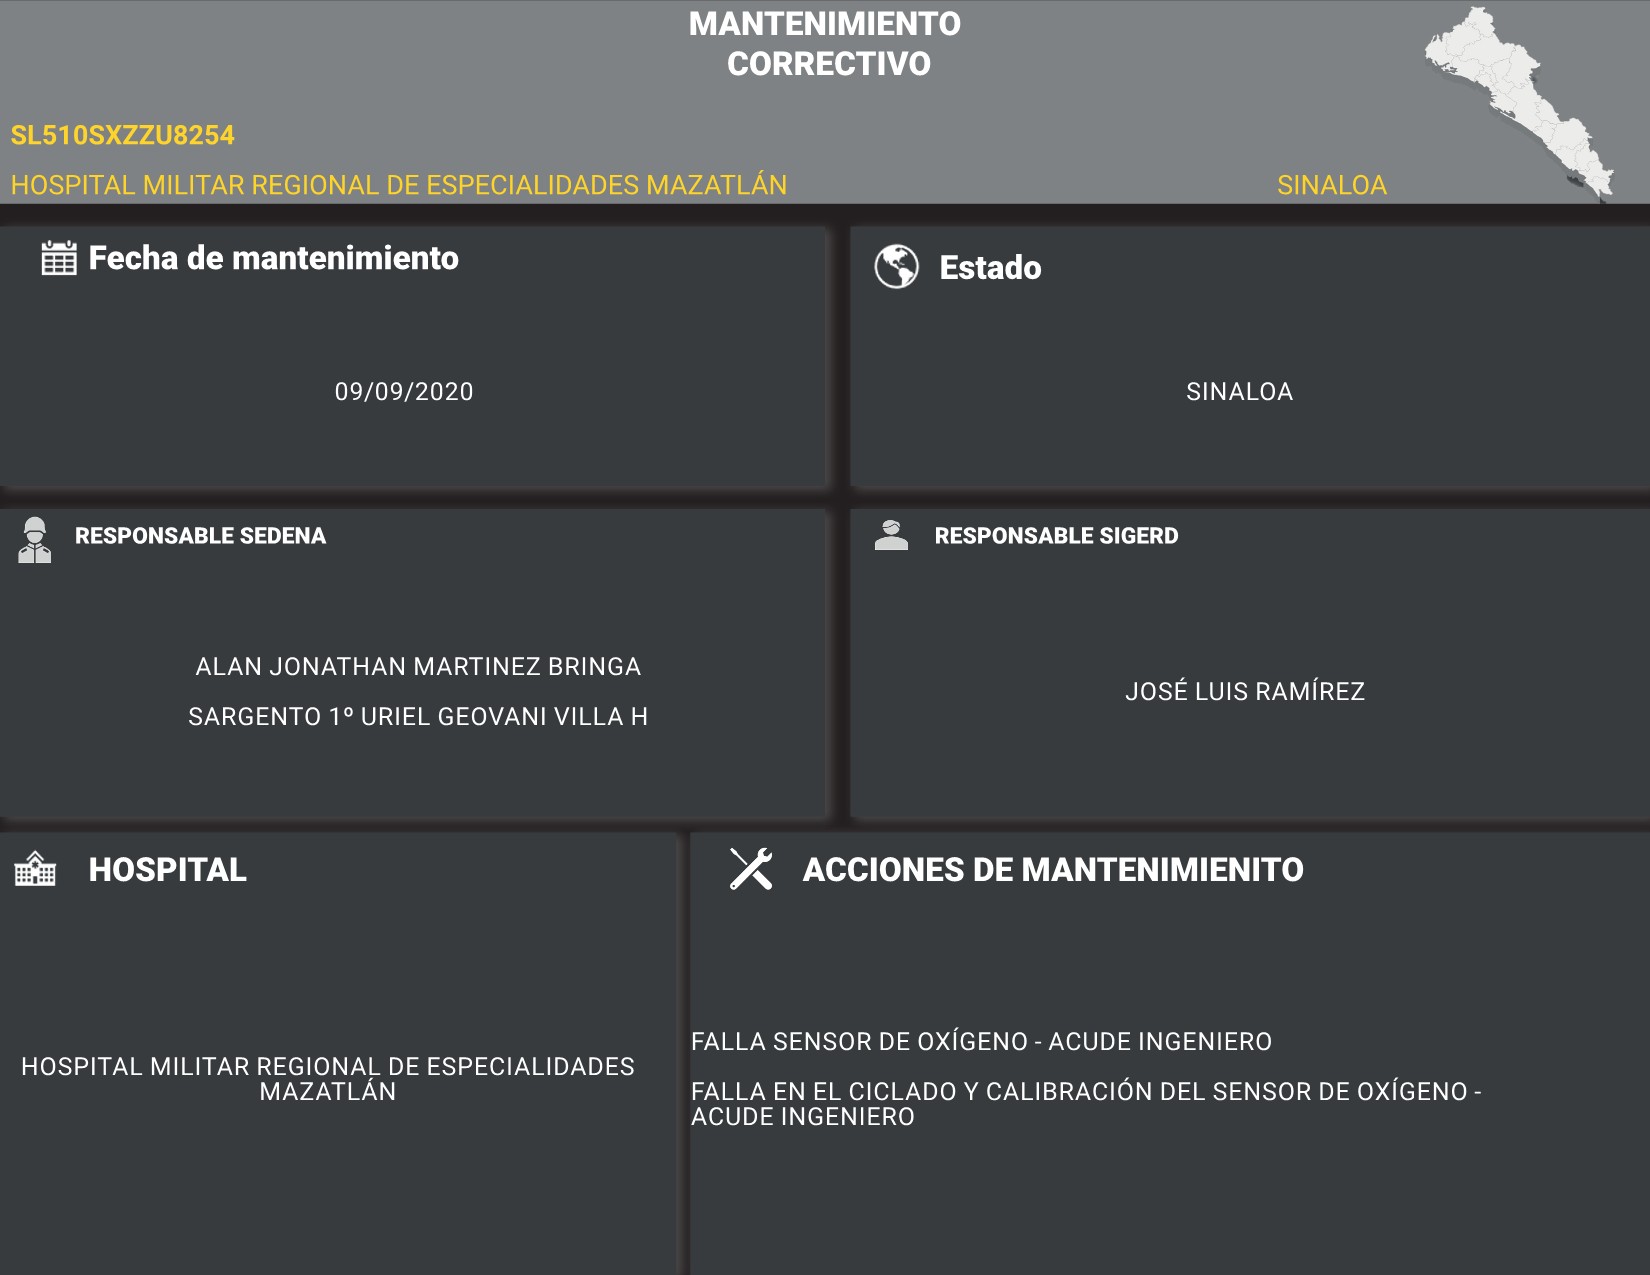 MANTENIMIENTO
CORRECTIVO
SL510SXZZU8254
HOSPITAL MILITAR REGIONAL DE ESPECIALIDADES MAZATLÁN
SINALOA
Fecha de mantenimiento
09/09/2020
Estado
SINALOA
RESPONSABLE SEDENA
ALAN JONATHAN MARTINEZ BRINGA
SARGENTO 1º URIEL GEOVANI VILLA H
RESPONSABLE SIGERD
JOSÉ LUIS RAMÍREZ
HOSPITAL
HOSPITAL MILITAR REGIONAL DE ESPECIALIDADES
MAZATLÁN
ACCIONES DE MANTENIMIENITO
FALLA SENSOR DE OXÍGENO - ACUDE INGENIERO
FALLA EN EL CICLADO Y CALIBRACIÓN DEL SENSOR DE OXÍGENO -
ACUDE INGENIERO